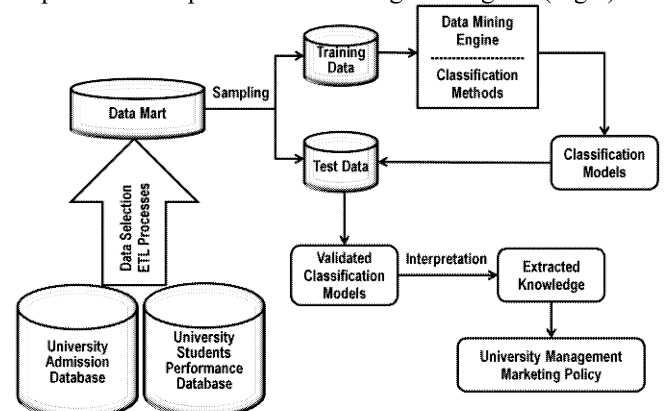 Training
Data
Data Mining
Engine
Classification
Methods
Sampling
Data Mart
Test Data
Classification
Models
Data Selection
ETL Processes
Validated
Classification
Models
Interpretation
Extracted
Knowledge
University
Admission
Database
University
Students
Performance
Database
University Management
Marketing Policy